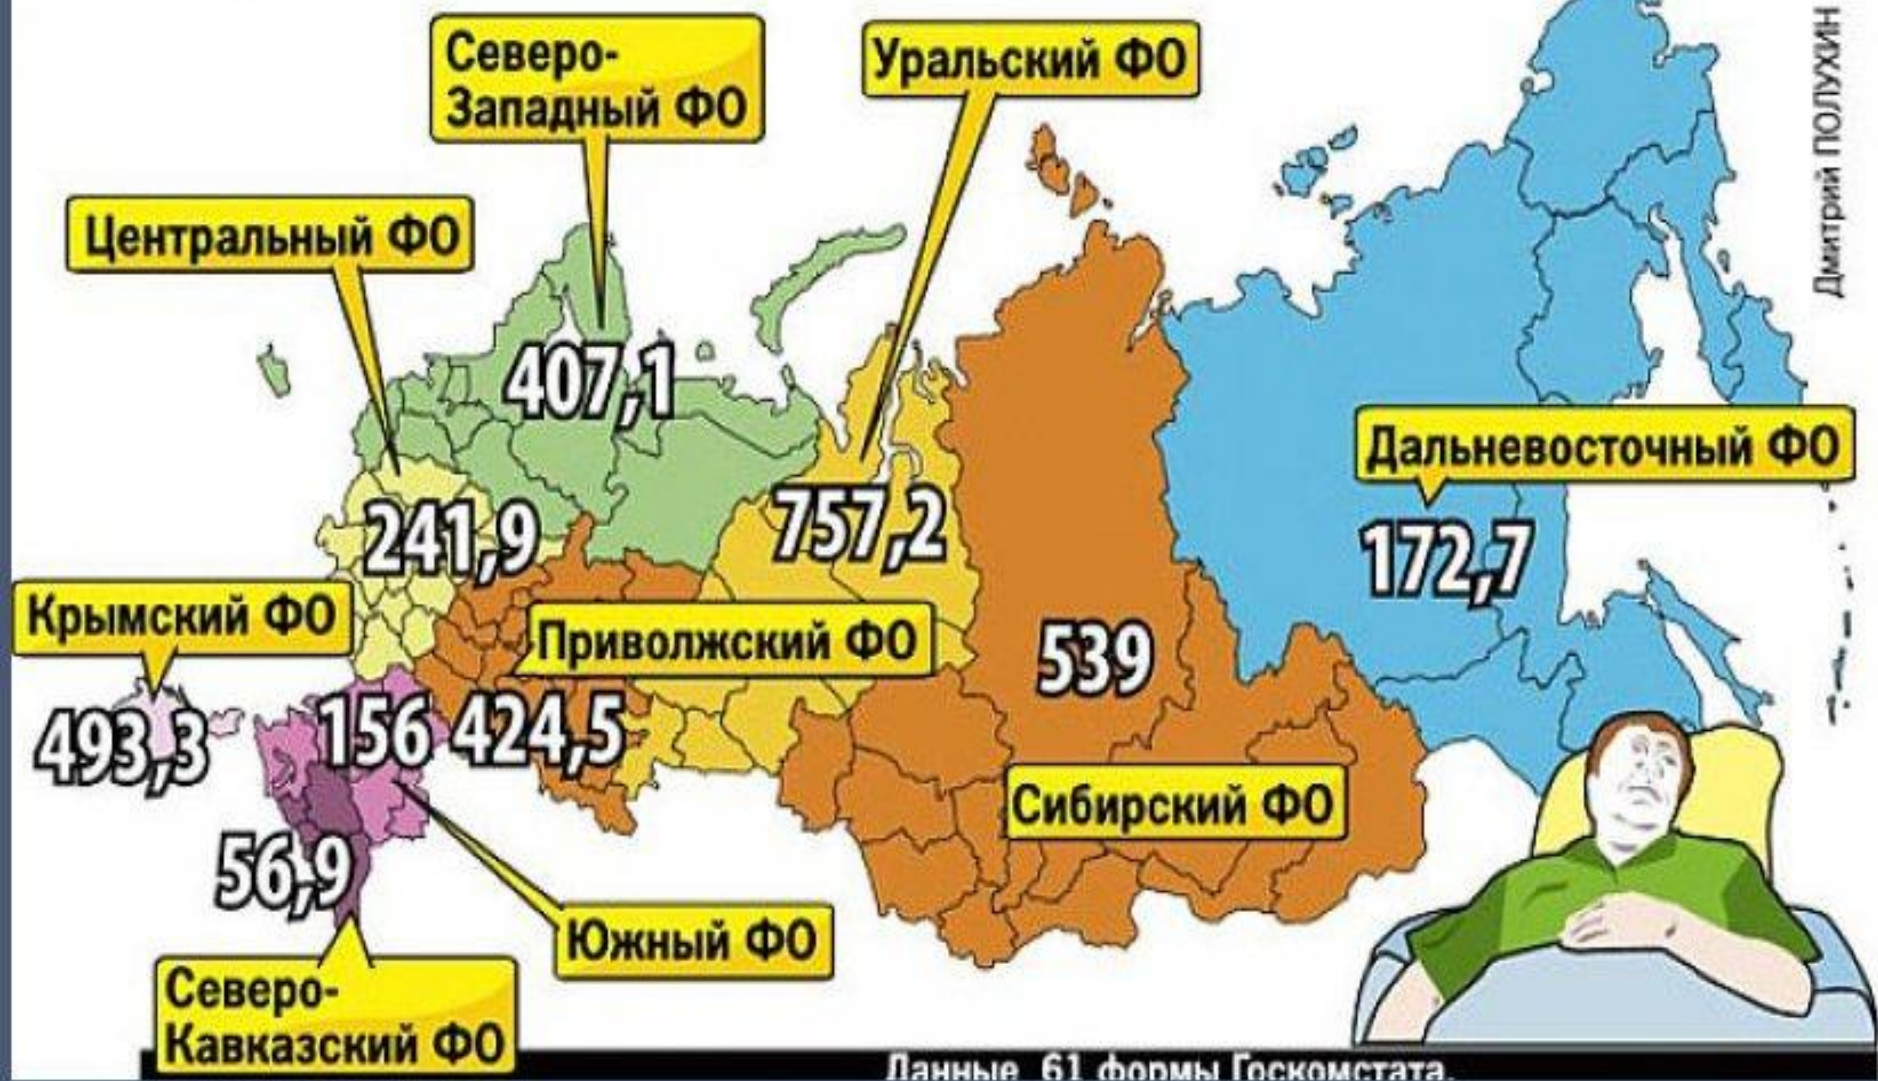 Северо-
Западный ФО
Уральский ФО
Дмитрий ПОЛУХИН
Центральный ФО
407,1
Дальневосточный ФО
241,9
757,2
172,7
Крымский ФО
Приволжский ФО
539
493,3
156
424,5
Сибирский ФО
56,9
Южный ФО
Северо-
Кавказский ФО
Данные 61 формы Госкомстата.